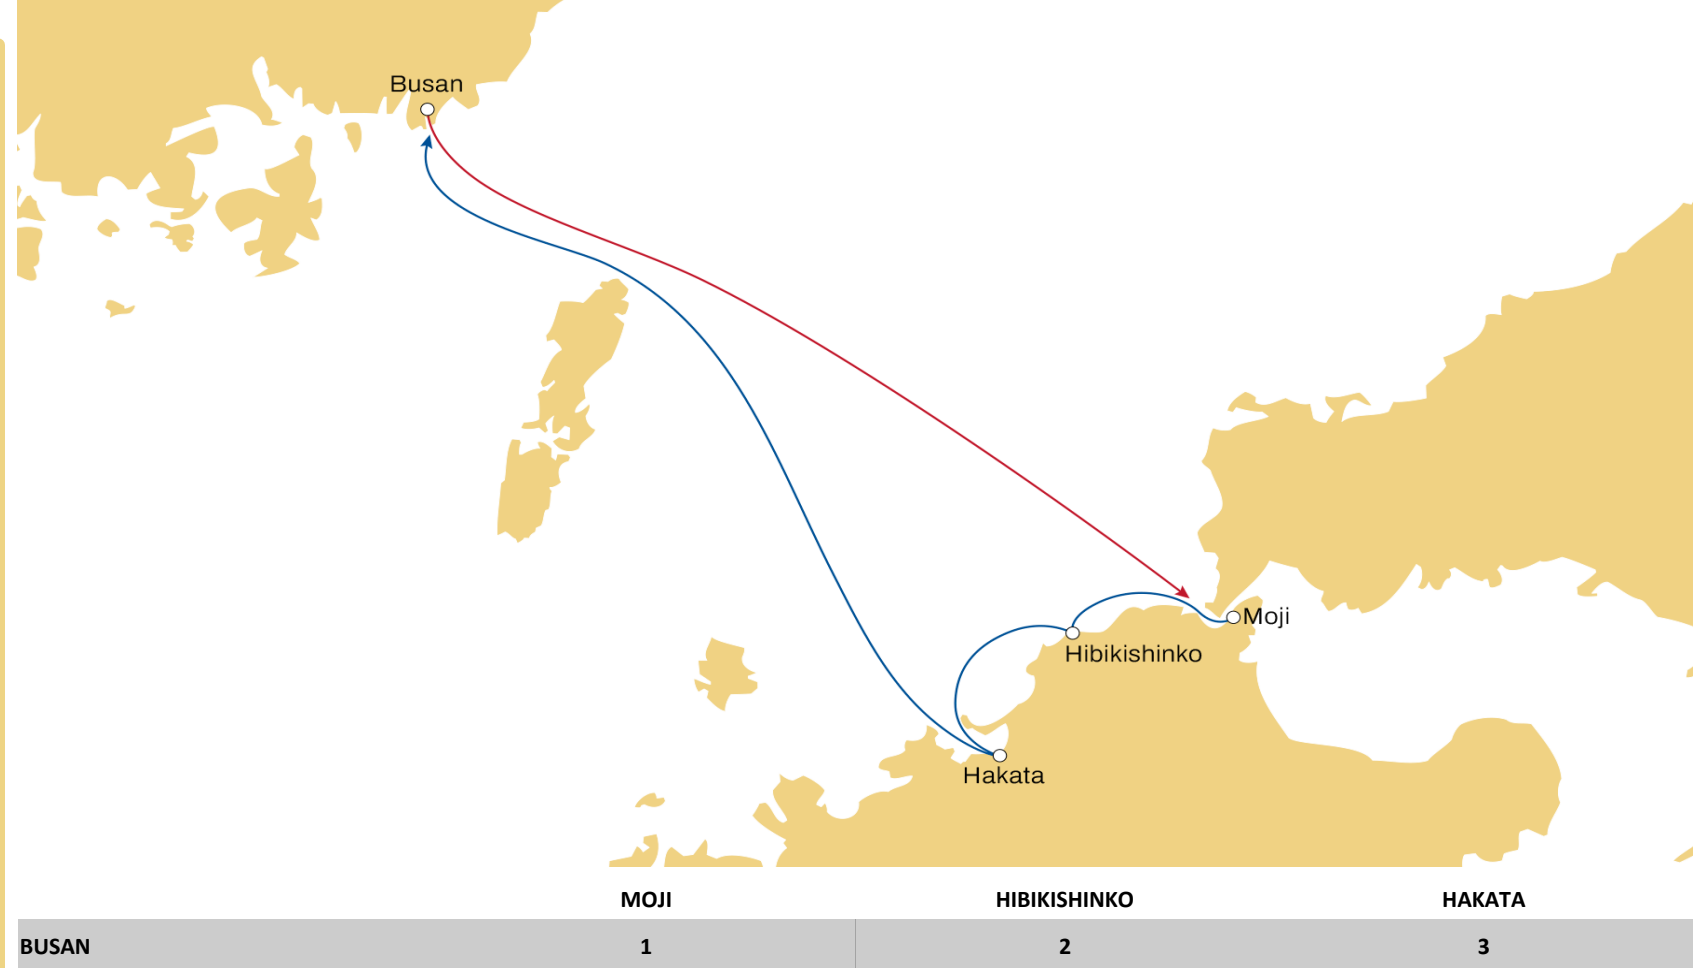 Busan
Moji
Hibikishinko
Hakata
MOJI HIBIKISHINKO HAKATA
BUSAN 1 2 3